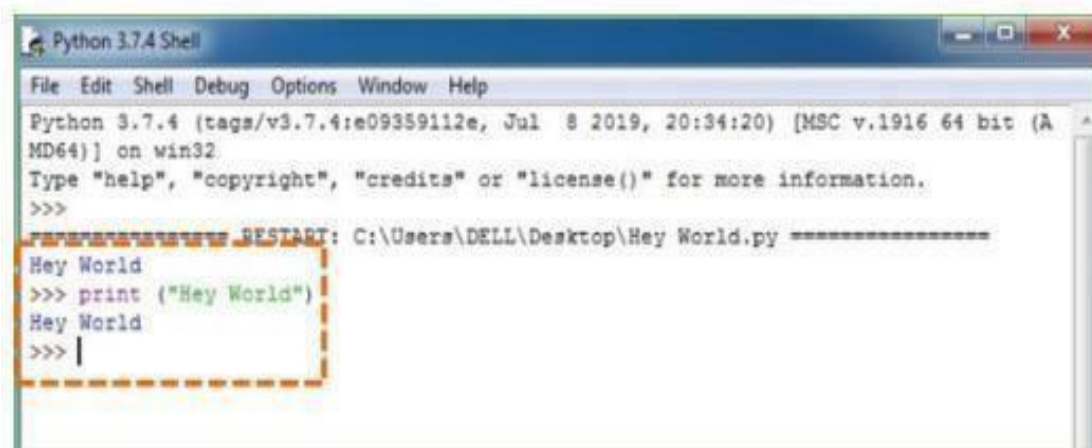 Python 3.7.4 Shell
File Edit Shell Debug Options Window Help
Python 3.7.4 (tags/v3.7.4:e09359112e, Jul  8 2019, 20:34:20) [MSC v.1916 64 bit (A
MD64)] on win32
Type "help", "copyright", "credits" or "license()" for more information.
>>>
================= RESTART: C:\Users\DELL\Desktop\Hey World.py =================
Hey World
>>> print ("Hey World")
Hey World
>>>